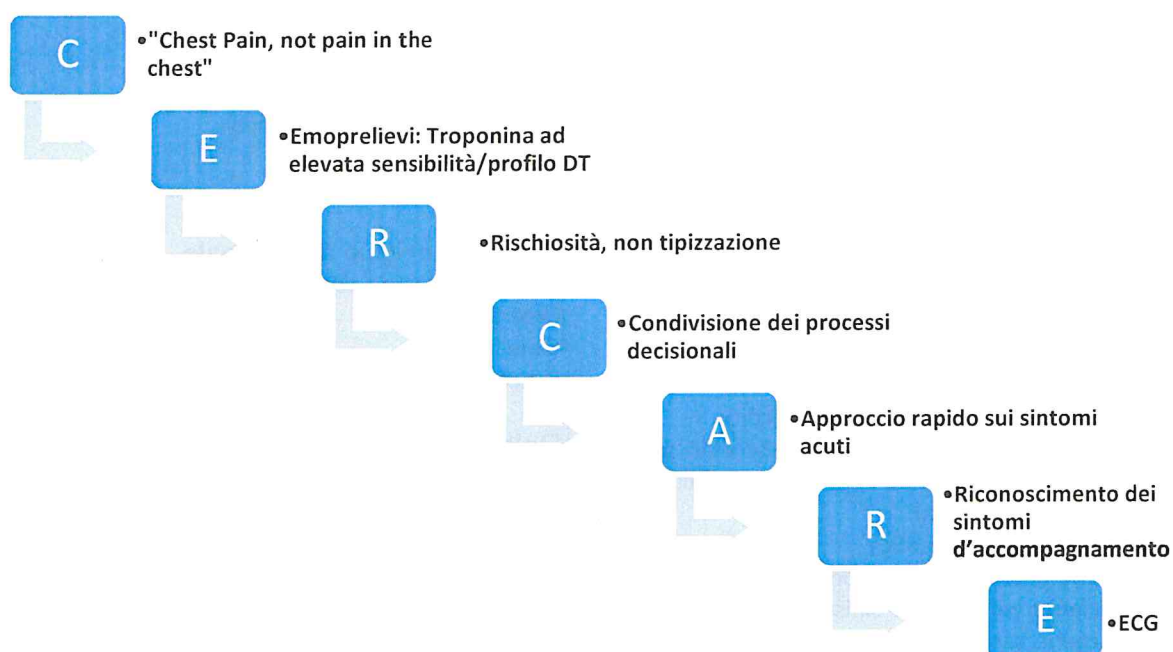 C
•"Chest Pain, not pain in the
chest"
E
•Emoprelievi: Troponina ad
elevata sensibilità/profilo DT
R
•Rischiosità, non tipizzazione
C
•Condivisione dei processi
decisionali
A
•Approccio rapido sui sintomi
acuti
R
•Riconoscimento dei
sintomi
d'accompagnamento
E
•ECG